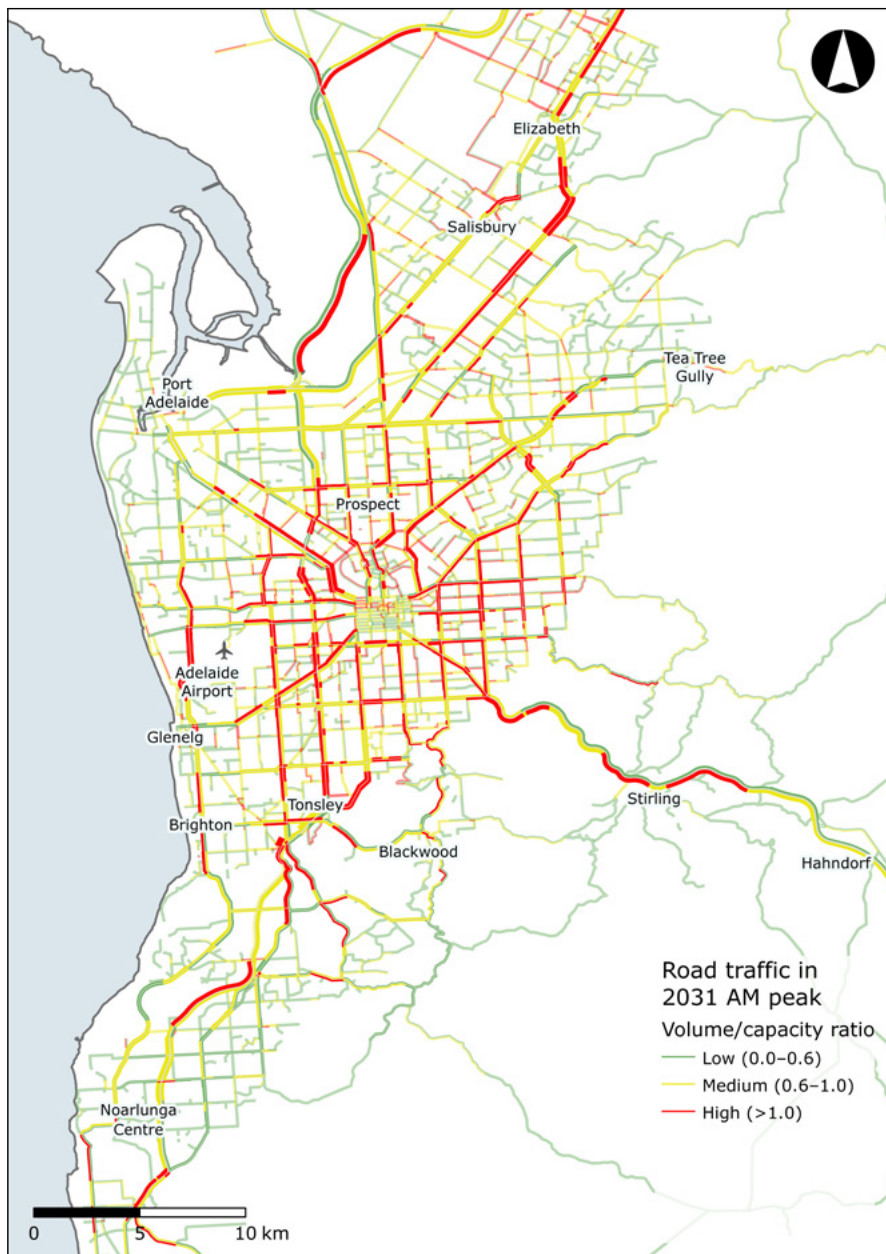 Elizabeth
Salisbury
Tea Tree
Gully
Port
Adelaide
Prospect
Adelaide
Airport
Glenelg
Tonsley
Brighton
Blackwood
Stirling
Hahndorf
Noarlunga
Centre
Road traffic in
2031 AM peak
Volume/capacity ratio
Low (0.0–0.6)
Medium (0.6–1.0)
High (>1.0)
0 5 10 km